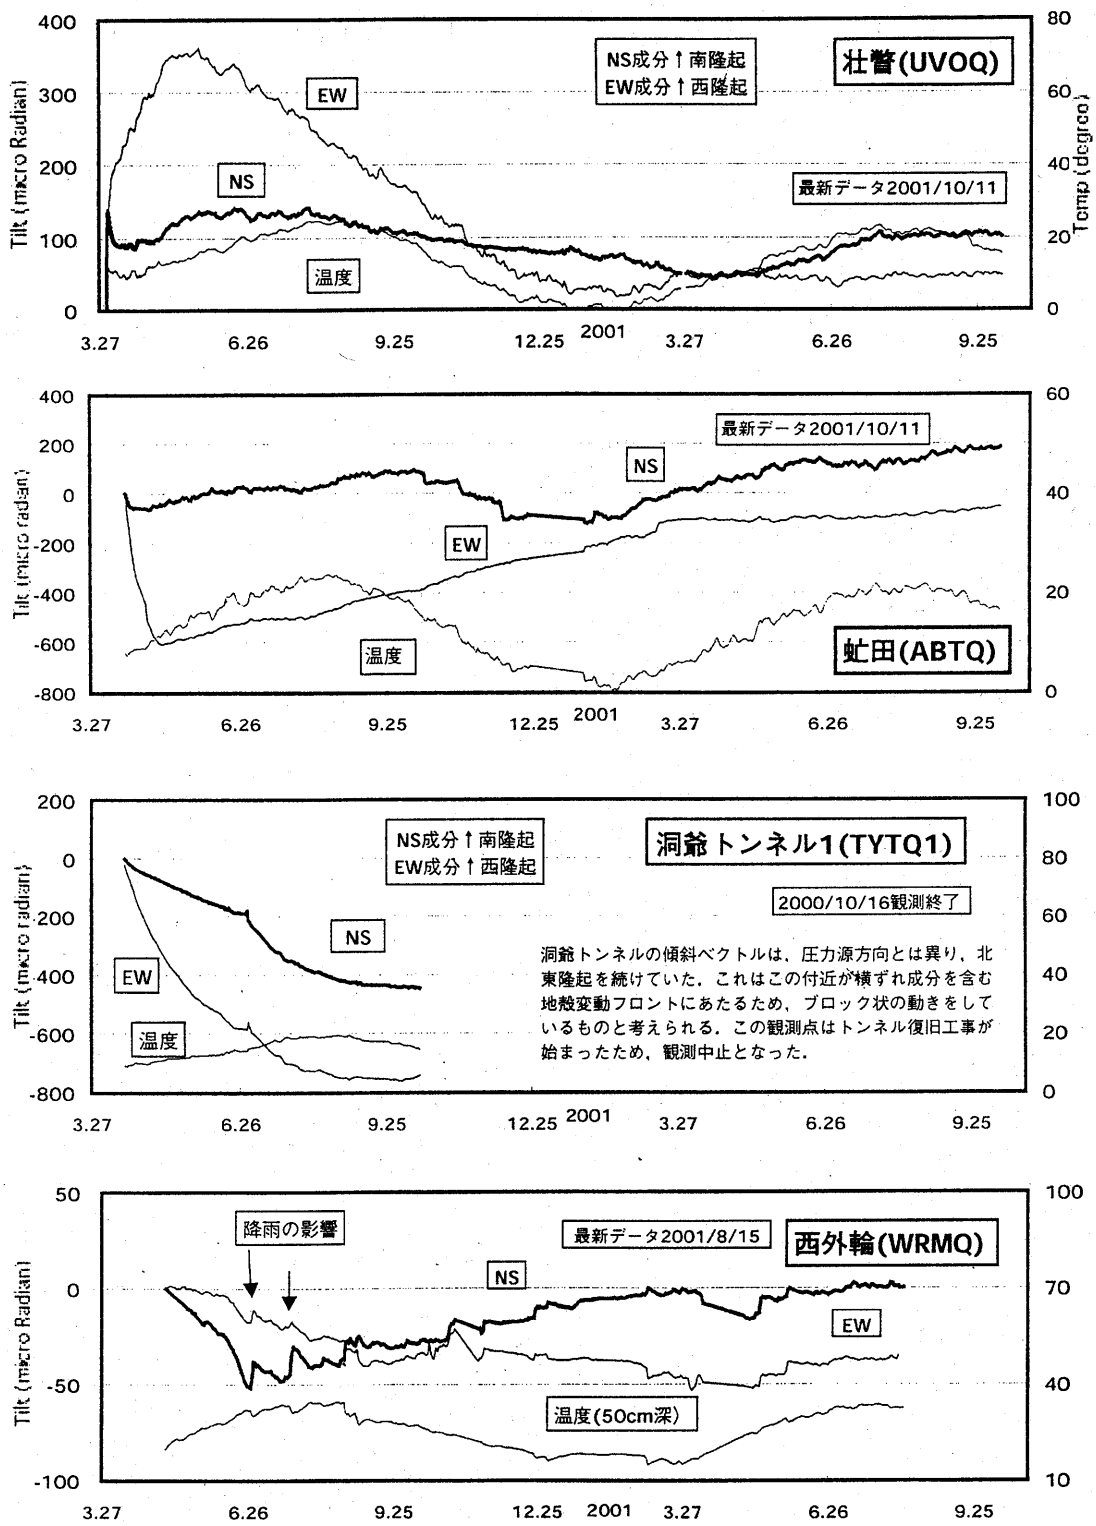 400
300
200
100
0
80
60
40
20
0
Tilt (micro Radian)
Temp (degree)
NS成分↑南隆起
EW成分↑西隆起
壮瞥(UVOQ)
EW
NS
最新データ2001/10/11
温度
3.27 6.26 9.25 12.25 2001 3.27 6.26 9.25
400
200
0
-200
-400
-600
-800
60
40
20
0
Tilt (micro radian)
最新データ2001/10/11
NS
EW
温度
虻田(ABTQ)
3.27 6.26 9.25 12.25 2001 3.27 6.26 9.25
200
0
-200
-400
-600
-800
100
80
60
40
20
0
Tilt (micro radian)
NS成分↑南隆起
EW成分↑西隆起
洞爺トンネル1(TYTQ1)
2000/10/16観測終了
NS
EW
温度
洞爺トンネルの傾斜ベクトルは，圧力源方向とは異り，北
東隆起を続けていた．これはこの付近が横ずれ成分を含む
地殻変動フロントにあたるため，ブロック状の動きをして
いるものと考えられる．この観測点はトンネル復旧工事が
始まったため，観測中止となった．
3.27 6.26 9.25 12.25 2001 3.27 6.26 9.25
50
0
-50
-100
100
70
40
10
Tilt (micro Radian)
降雨の影響
最新データ2001/8/15
西外輪(WRMQ)
NS
EW
温度(50cm深)
3.27 6.26 9.25 12.25 2001 3.27 6.26 9.25